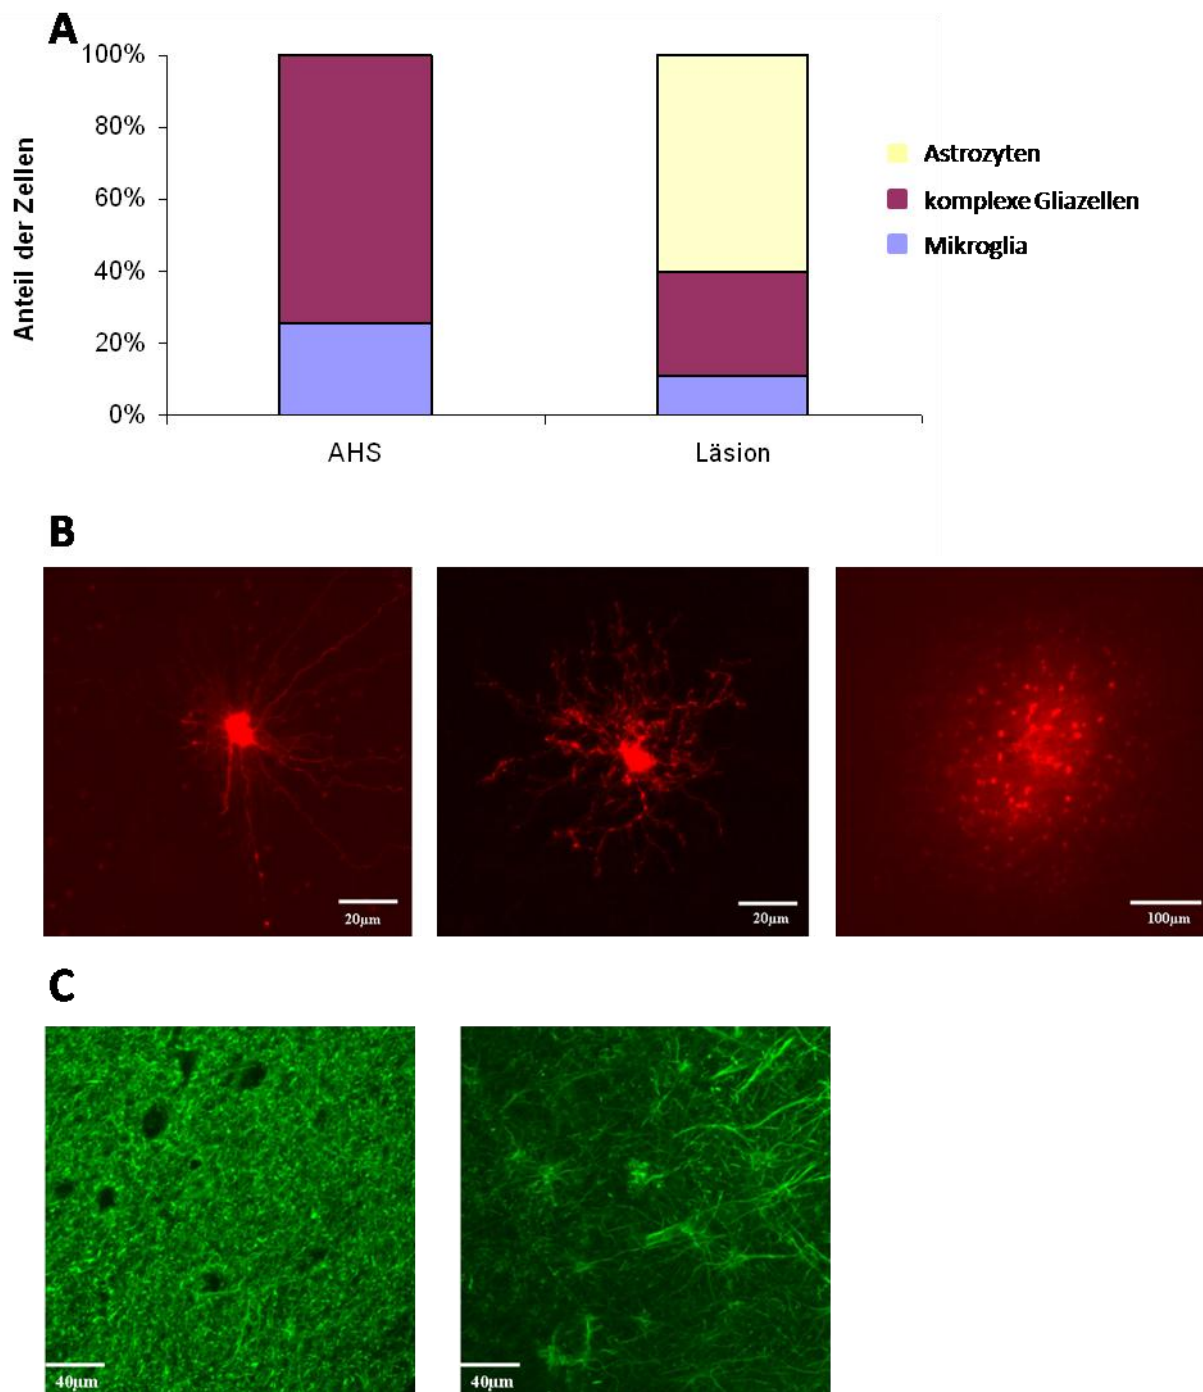 A
100%
80%
60%
40%
20%
0%
Anteil der Zellen
AHS
Läsion
Astrozyten
komplexe Gliazellen
Mikroglia
B
20µm
20µm
100µm
C
40µm
40µm